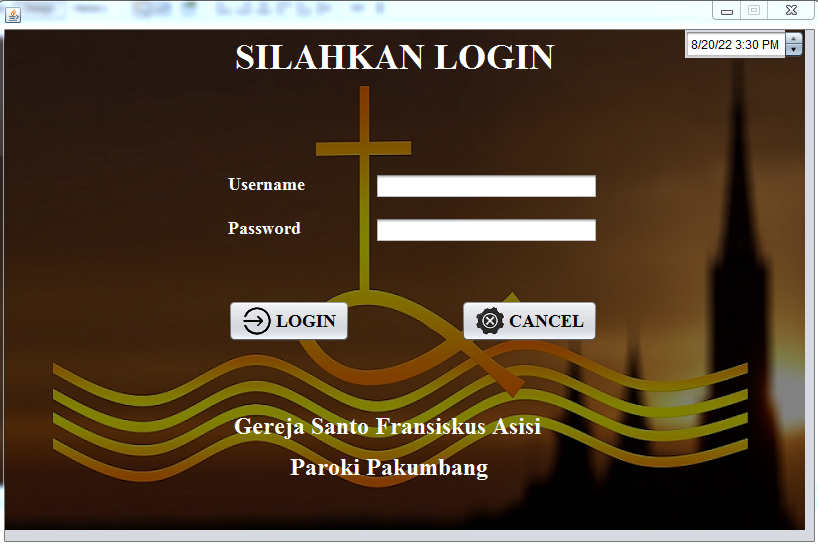 SILAHKAN LOGIN
8/20/22 3:30 PM
Username
Password
LOGIN
CANCEL
Gereja Santo Fransiskus Asisi
Paroki Pakumbang